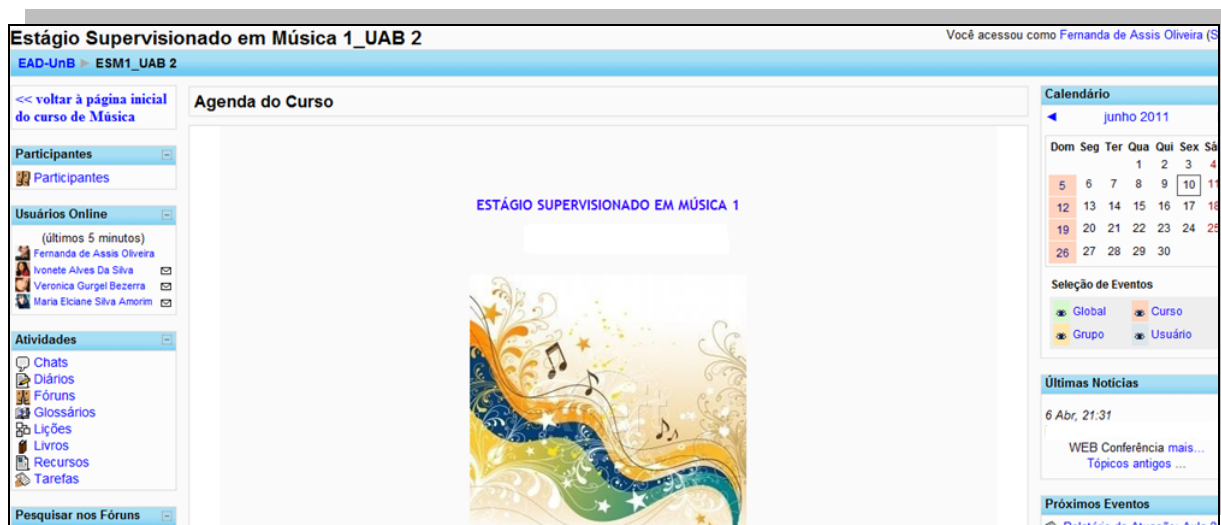 Estágio Supervisionado em Música 1_UAB 2
Você acessou como Fernanda de Assis Oliveira (S
EAD-UnB ► ESM1_UAB 2
<< voltar à página inicial
do curso de Música
Participantes
Participantes
Usuários Online
(últimos 5 minutos)
Fernanda de Assis Oliveira
Ivonete Alves Da Silva
Veronica Gurgel Bezerra
Maria Elciane Silva Amorim
Atividades
Chats
Diários
Fóruns
Glossários
Lições
Livros
Recursos
Tarefas
Pesquisar nos Fóruns
Agenda do Curso
ESTÁGIO SUPERVISIONADO EM MÚSICA 1
Calendário
◄ junho 2011
Dom Seg Ter Qua Qui Sex Sá
1 2 3 4
5 6 7 8 9 10 11
12 13 14 15 16 17 18
19 20 21 22 23 24 25
26 27 28 29 30
Seleção de Eventos
Global Curso
Grupo Usuário
Últimas Notícias
6 Abr, 21:31
WEB Conferência mais...
Tópicos antigos ...
Próximos Eventos